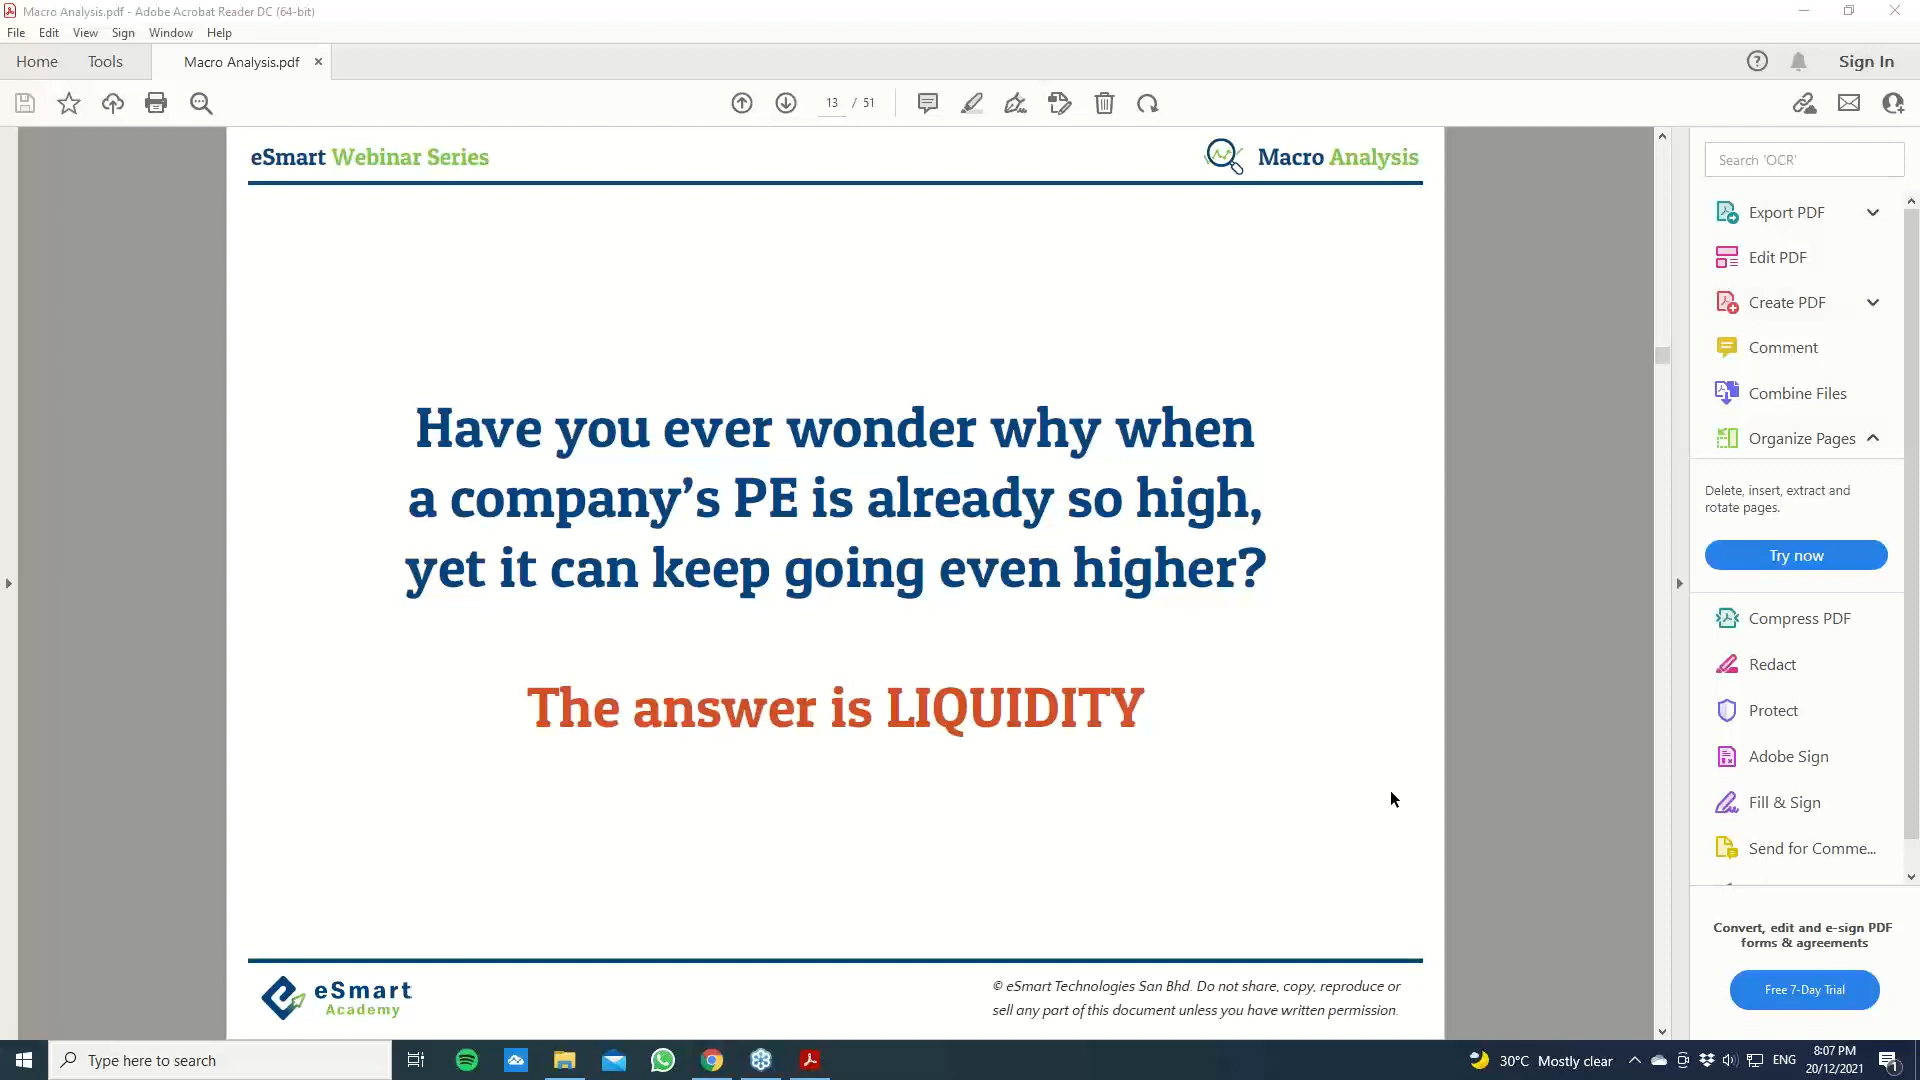 Macro Analysis.pdf - Adobe Acrobat Reader DC (64-bit)
File Edit View Sign Window Help
Home Tools Macro Analysis.pdf × Sign In
13 / 51
eSmart Webinar Series Macro Analysis
Search 'OCR'
Export PDF
Edit PDF
Create PDF
Comment
Combine Files
Organize Pages
Delete, insert, extract and
rotate pages.
Try now
Compress PDF
Redact
Protect
Adobe Sign
Fill & Sign
Send for Comme...
Convert, edit and e-sign PDF
forms & agreements
Free 7-Day Trial
Have you ever wonder why when
a company’s PE is already so high,
yet it can keep going even higher?
The answer is LIQUIDITY
eSmart
Academy
© eSmart Technologies San Bhd. Do not share, copy, reproduce or
sell any part of this document unless you have written permission.
Type here to search
30°C Mostly clear
ENG
8:07 PM
20/12/2021
1